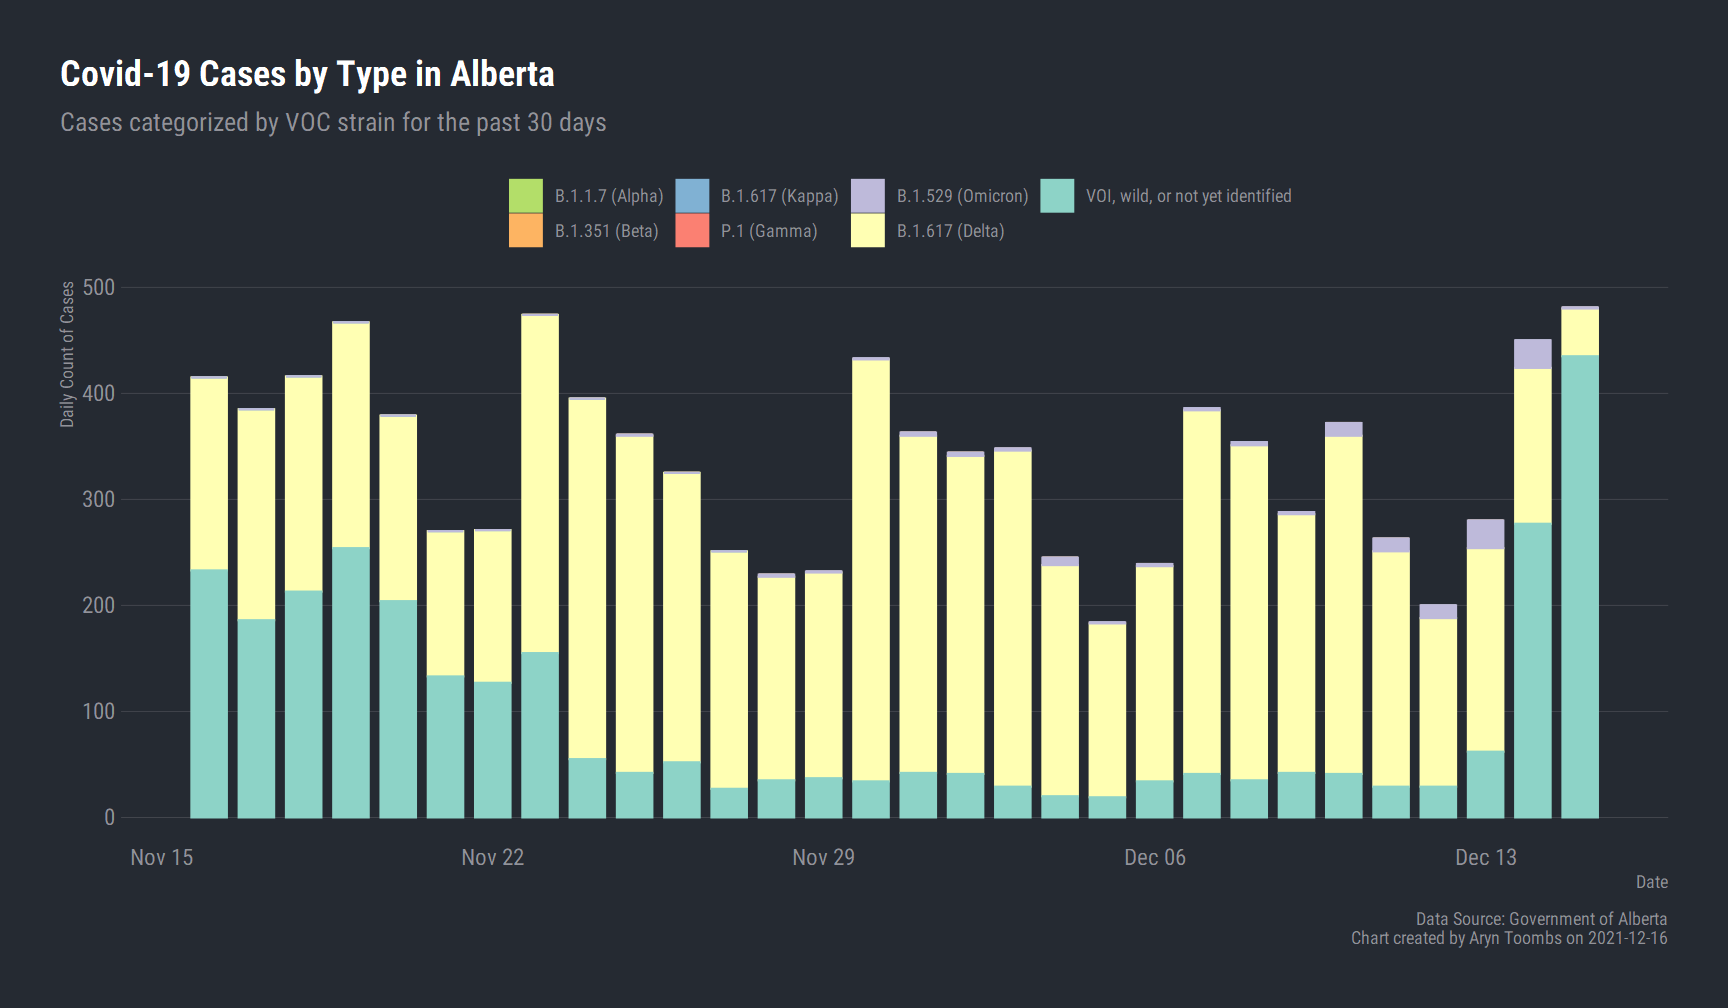 Covid-19 Cases by Type in Alberta
Cases categorized by VOC strain for the past 30 days
B.1.1.7 (Alpha) B.1.617 (Kappa) B.1.529 (Omicron) VOI, wild, or not yet identified
B.1.351 (Beta) P.1 (Gamma) B.1.617 (Delta)
Daily Count of Cases
500
400
300
200
100
0
Nov 15 Nov 22 Nov 29 Dec 06 Dec 13
Date
Data Source: Government of Alberta
Chart created by Aryn Toombs on 2021-12-16